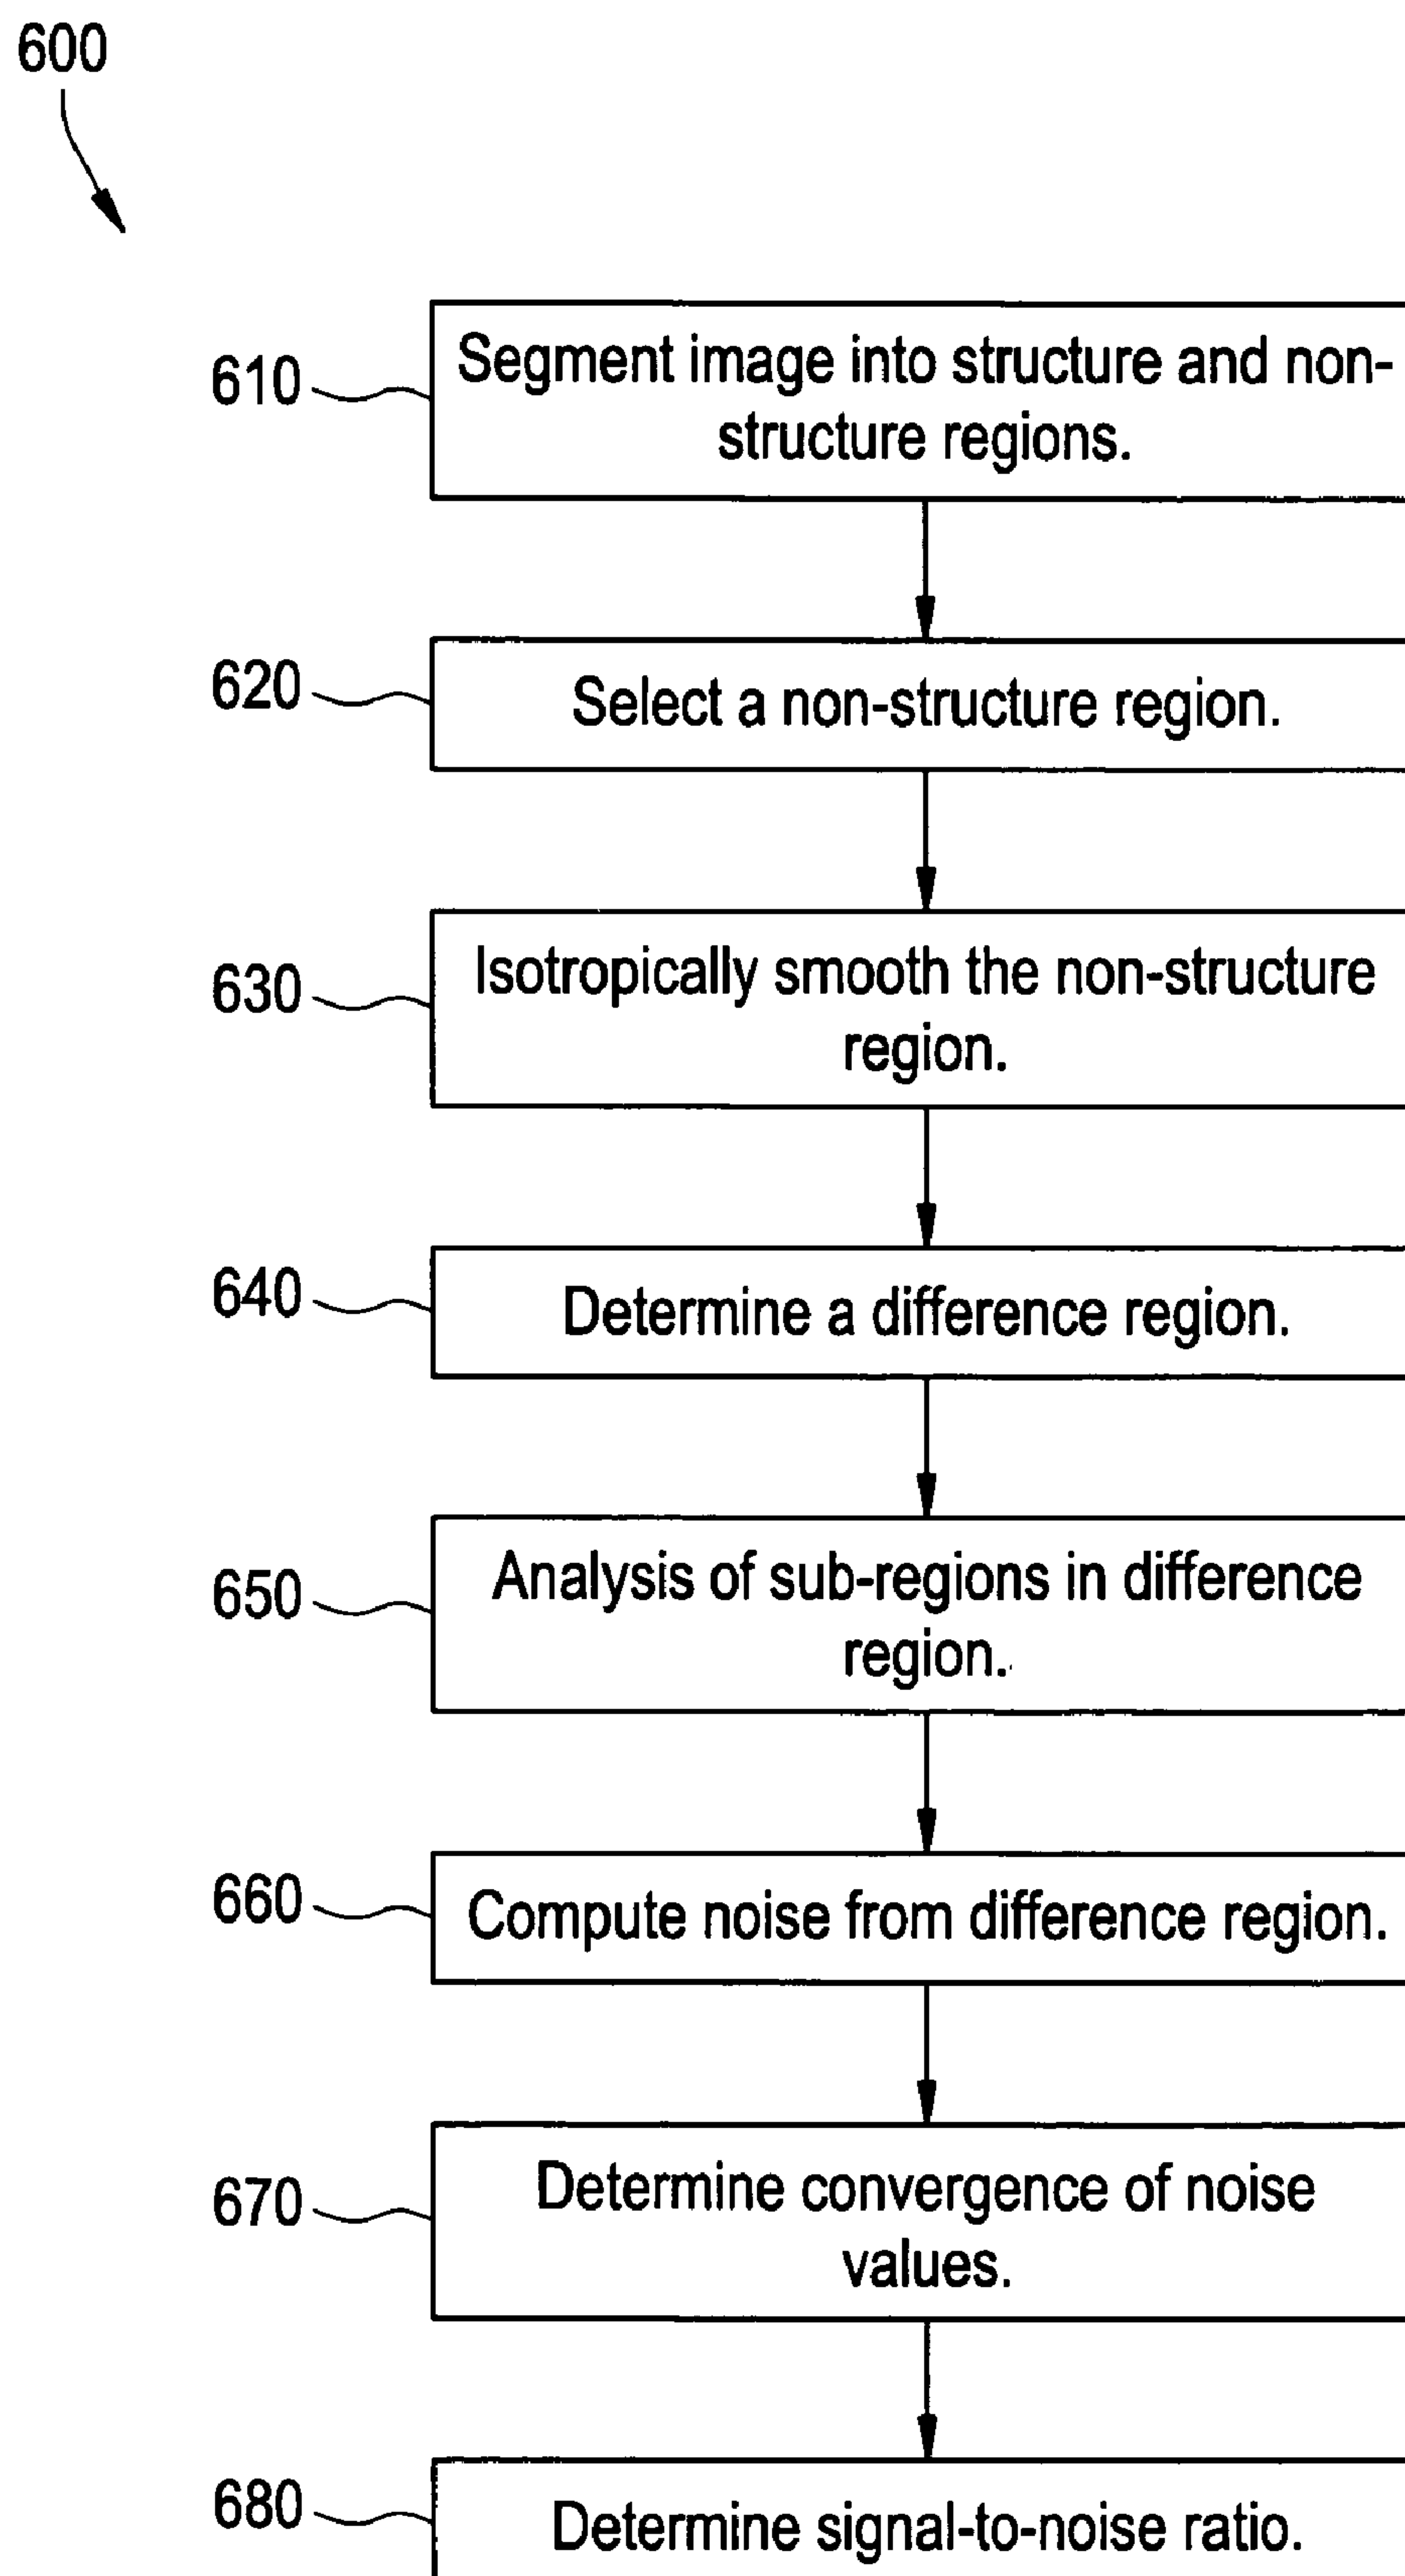 600
610
Segment image into structure and non-
structure regions.
620
Select a non-structure region.
630
Isotropically smooth the non-structure
region.
640
Determine a difference region.
650
Analysis of sub-regions in difference
region.
660
Compute noise from difference region.
670
Determine convergence of noise
values.
680
Determine signal-to-noise ratio.